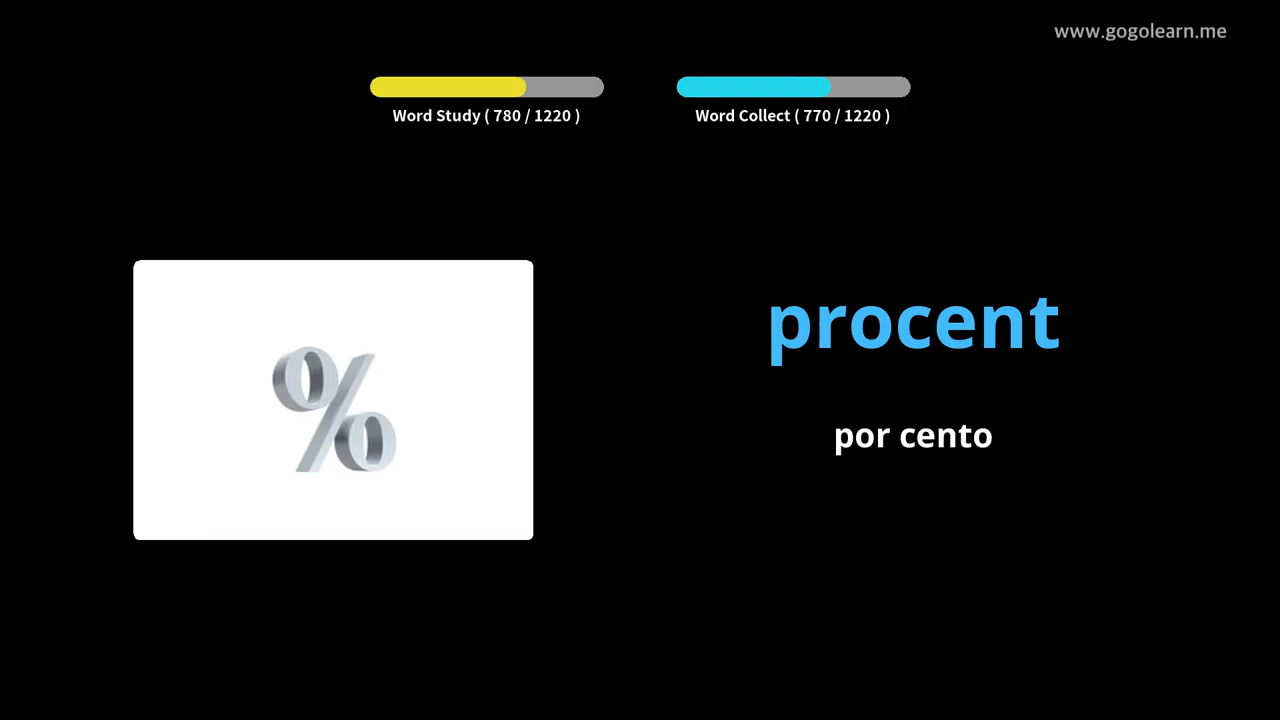 www.gogolearn.me
Word Study ( 780 / 1220 )
Word Collect ( 770 / 1220 )
%
procent
por cento